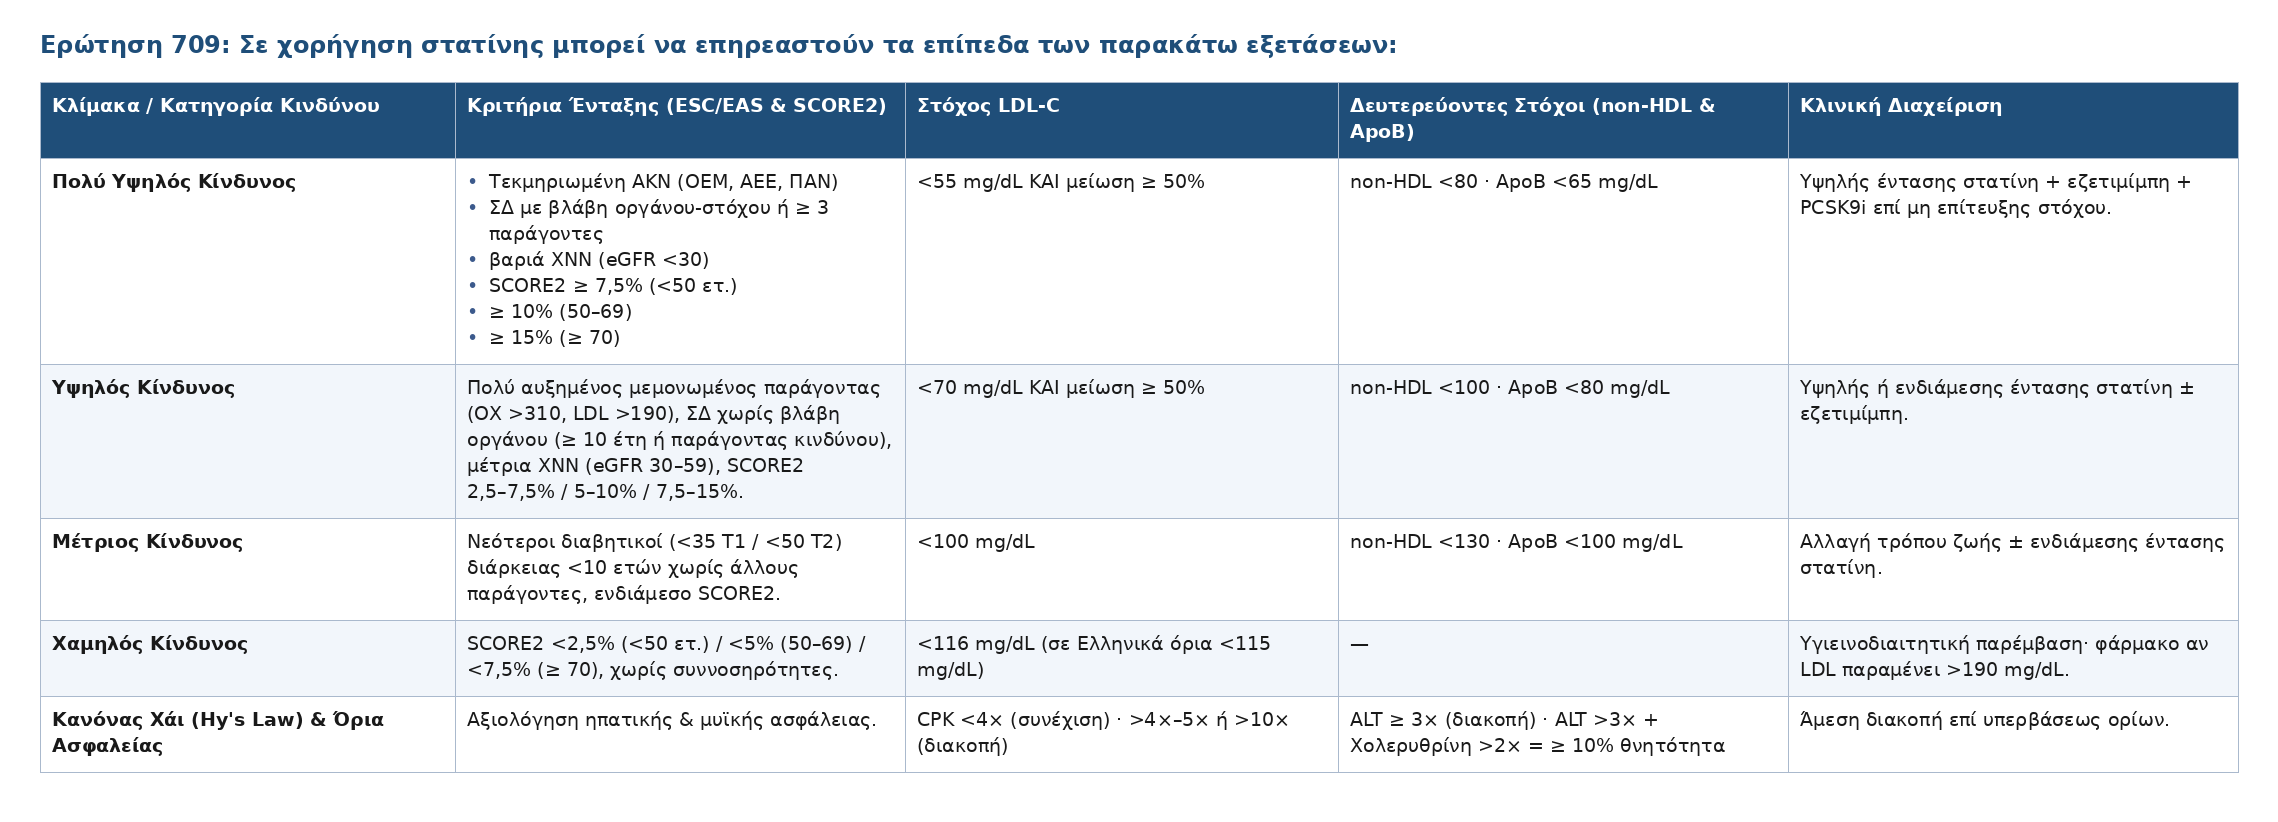 Ερώτηση 709: Σε χορήγηση στατίνης μπορεί να επηρεαστούν τα επίπεδα των παρακάτω εξετάσεων:
Κλίμακα / Κατηγορία Κινδύνου
Κριτήρια Ένταξης (ESC/EAS & SCORE2)
Στόχος LDL-C
Δευτερεύοντες Στόχοι (non-HDL &
ApoB)
Κλινική Διαχείριση
Πολύ Υψηλός Κίνδυνος
• Τεκμηριωμένη ΑΚΝ (ΟΕΜ, ΑΕΕ, ΠΑΝ)
• ΣΔ με βλάβη οργάνου-στόχου ή ≥ 3
παράγοντες
• βαριά ΧΝΝ (eGFR <30)
• SCORE2 ≥ 7,5% (<50 ετ.)
• ≥ 10% (50–69)
• ≥ 15% (≥ 70)
<55 mg/dL ΚΑΙ μείωση ≥ 50%
non-HDL <80 · ApoB <65 mg/dL
Υψηλής έντασης στατίνη + εζετιμίμπη +
PCSK9i επί μη επίτευξης στόχου.
Υψηλός Κίνδυνος
Πολύ αυξημένος μεμονωμένος παράγοντας
(ΟΧ >310, LDL >190), ΣΔ χωρίς βλάβη
οργάνου (≥ 10 έτη ή παράγοντας κινδύνου),
μέτρια ΧΝΝ (eGFR 30–59), SCORE2
2,5–7,5% / 5–10% / 7,5–15%.
<70 mg/dL ΚΑΙ μείωση ≥ 50%
non-HDL <100 · ApoB <80 mg/dL
Υψηλής ή ενδιάμεσης έντασης στατίνη ±
εζετιμίμπη.
Μέτριος Κίνδυνος
Νεότεροι διαβητικοί (<35 Τ1 / <50 Τ2)
διάρκειας <10 ετών χωρίς άλλους
παράγοντες, ενδιάμεσο SCORE2.
<100 mg/dL
non-HDL <130 · ApoB <100 mg/dL
Αλλαγή τρόπου ζωής ± ενδιάμεσης έντασης
στατίνη.
Χαμηλός Κίνδυνος
SCORE2 <2,5% (<50 ετ.) / <5% (50–69) /
<7,5% (≥ 70), χωρίς συννοσηρότητες.
<116 mg/dL (σε Ελληνικά όρια <115
mg/dL)
—
Υγιεινοδιαιτητική παρέμβαση· φάρμακο αν
LDL παραμένει >190 mg/dL.
Κανόνας Χάι (Hy's Law) & Όρια
Ασφαλείας
Αξιολόγηση ηπατικής & μυϊκής ασφάλειας.
CPK <4× (συνέχιση) · >4×–5× ή >10×
(διακοπή)
ALT ≥ 3× (διακοπή) · ALT >3× +
Χολερυθρίνη >2× = ≥ 10% θνητότητα
Άμεση διακοπή επί υπερβάσεως ορίων.